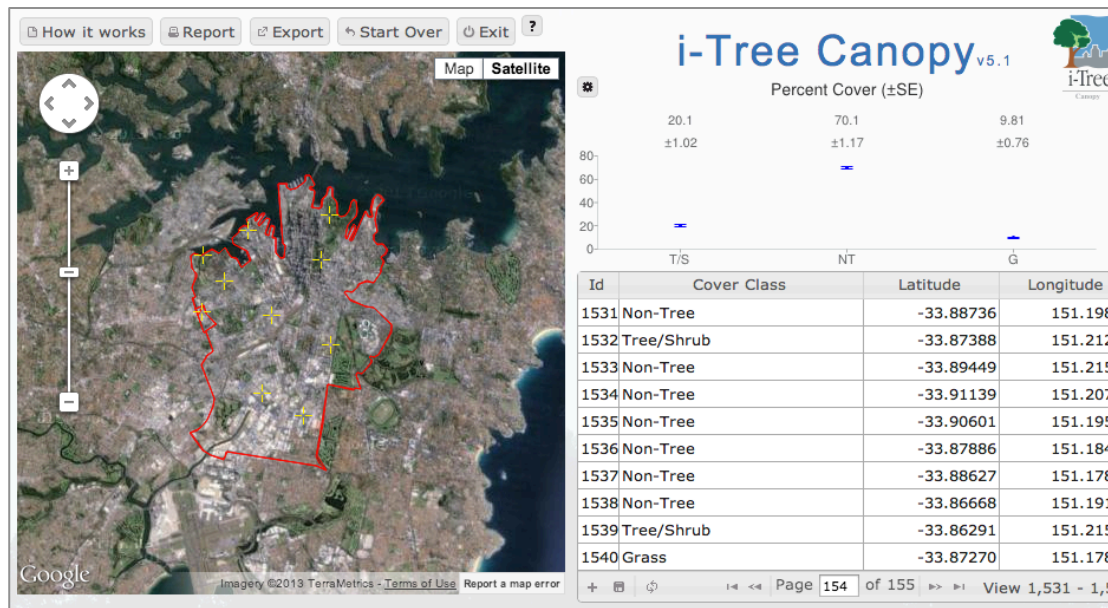 How it works Report Export Start Over Exit ?
Map Satellite
Google
Imagery ©2013 TerraMetrics - Terms of Use Report a map error
i-Tree Canopy v5.1
i-Tree
Canopy
Percent Cover (±SE)
20.1 70.1 9.81
±1.02 ±1.17 ±0.76
80
60
40
20
0
T/S NT G
Id Cover Class Latitude Longitude
1531 Non-Tree -33.88736 151.198
1532 Tree/Shrub -33.87388 151.212
1533 Non-Tree -33.89449 151.215
1534 Non-Tree -33.91139 151.207
1535 Non-Tree -33.90601 151.195
1536 Non-Tree -33.87886 151.184
1537 Non-Tree -33.88627 151.178
1538 Non-Tree -33.86668 151.191
1539 Tree/Shrub -33.86291 151.215
1540 Grass -33.87270 151.178
Page 154 of 155 View 1,531 - 1,5